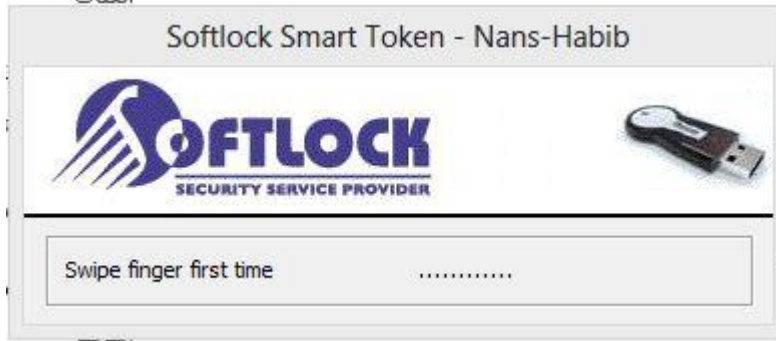 Softlock Smart Token - Nans-Habib
SOFTLOCK
SECURITY SERVICE PROVIDER
Swipe finger first time ............